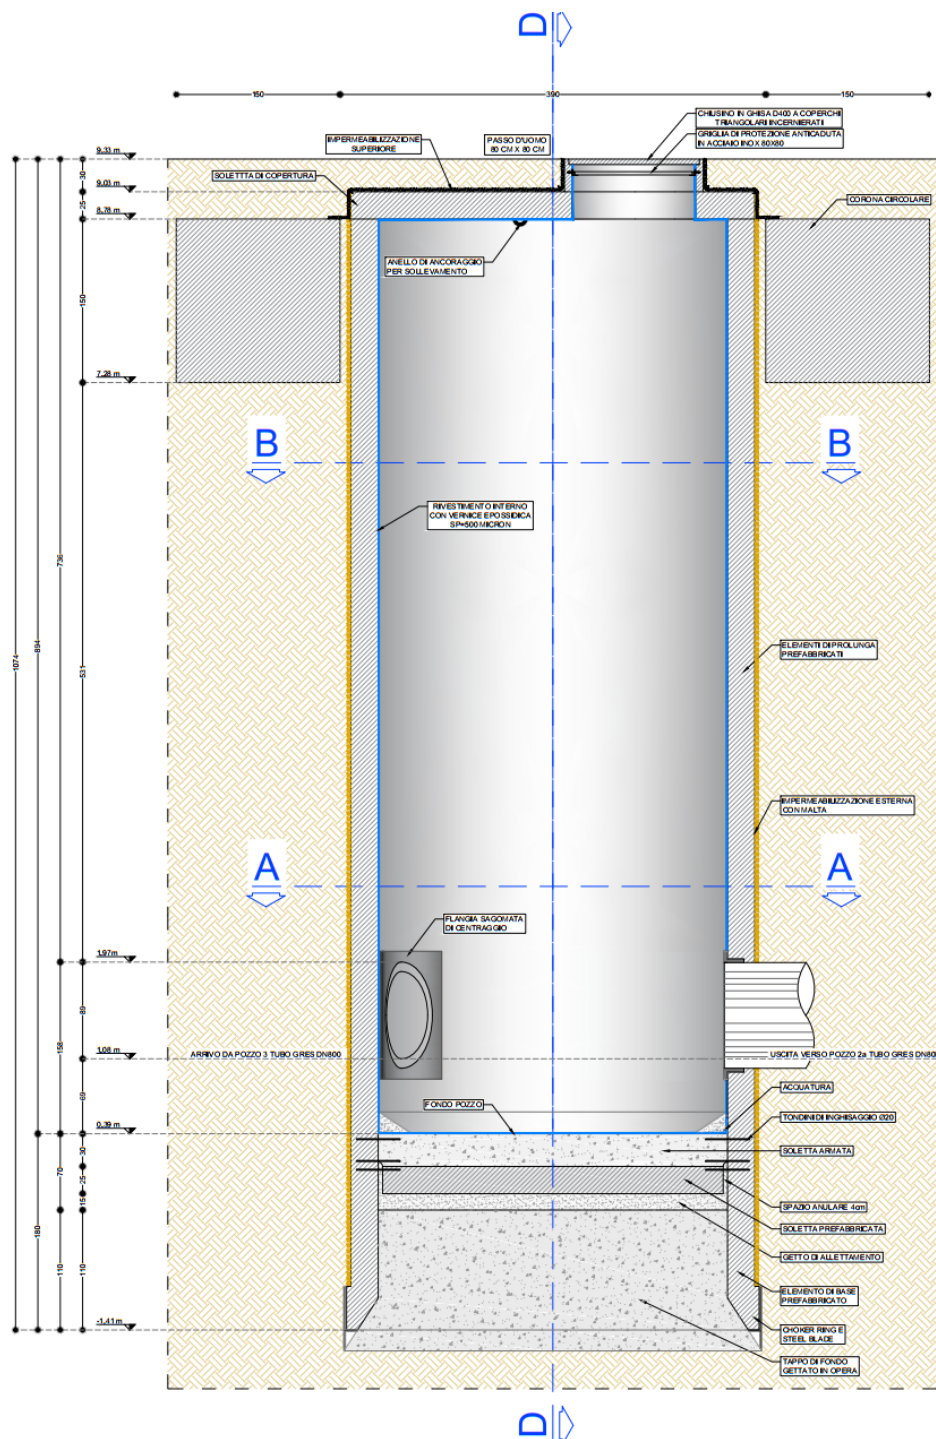 D
150
390
150
CHIUSINO IN GHISA D400 A COPERCHI
TRIANGOLARI INCERNIERATI
GRIGLIA DI PROTEZIONE ANTICADUTA
IN ACCIAIO INOX 80X80
IMPERMEABILIZZAZIONE
SUPERIORE
PASSO D'UOMO
80 CM X 80 CM
9.33 m
30
SOLETTTA DI COPERTURA
9.03 m
25
8.78 m
CORONA CIRCOLARE
ANELLO DI ANCORAGGIO
PER SOLLEVAMENTO
150
7.28 m
B
B
RIVESTIMENTO INTERNO
CON VERNICE EPOSSIDICA
SP=500 MICRON
736
894
1074
531
ELEMENTI DI PROLUNGA
PREFABBRICATI
IMPERMEABILIZZAZIONE ESTERNA
CON MALTA
A
A
FLANGIA SAGOMATA
DI CENTRAGGIO
1.97 m
89
158
1.08 m
ARRIVO DA POZZO 3 TUBO GRES DN800
USCITA VERSO POZZO 2a TUBO GRES DN80
69
ACQUATURA
FONDO POZZO
TONDINI DI INGHISAGGIO Ø20
0.39 m
30
SOLETTA ARMATA
70
25
SPAZIO ANULARE 4cm
15
SOLETTA PREFABBRICATA
180
GETTO DI ALLETTAMENTO
110
110
ELEMENTO DI BASE
PREFABBRICATO
-1.41 m
CHOKER RING E
STEEL BLADE
TAPPO DI FONDO
GETTATO IN OPERA
D